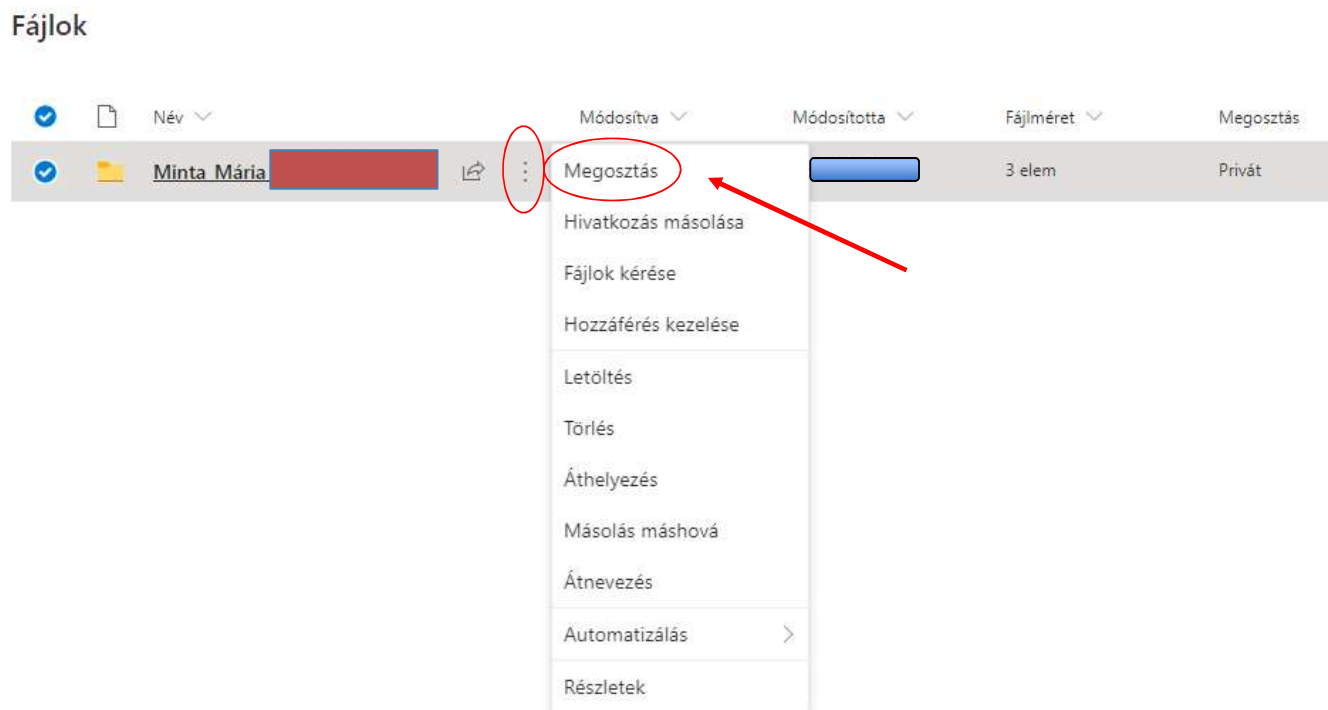 Fájlok
Név Módosítva Módosította Fájlméret Megosztás
Minta Mária 3 elem Privát
Megosztás
Hivatkozás másolása
Fájlok kérése
Hozzáférés kezelése
Letöltés
Törlés
Áthelyezés
Másolás máshová
Átnevezés
Automatizálás
Részletek